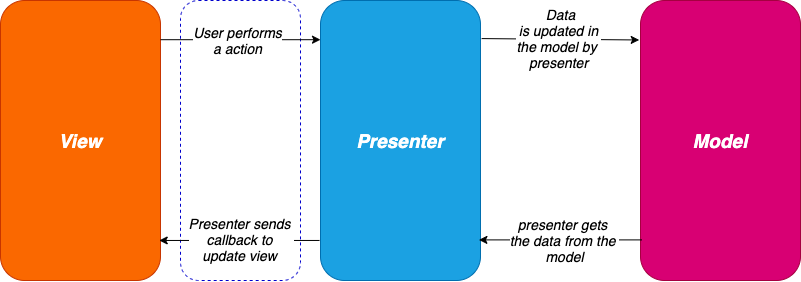 User performs
a action
Data
is updated in
the model by
presenter
View
Presenter
Model
Presenter sends
callback to
update view
presenter gets
the data from the
model